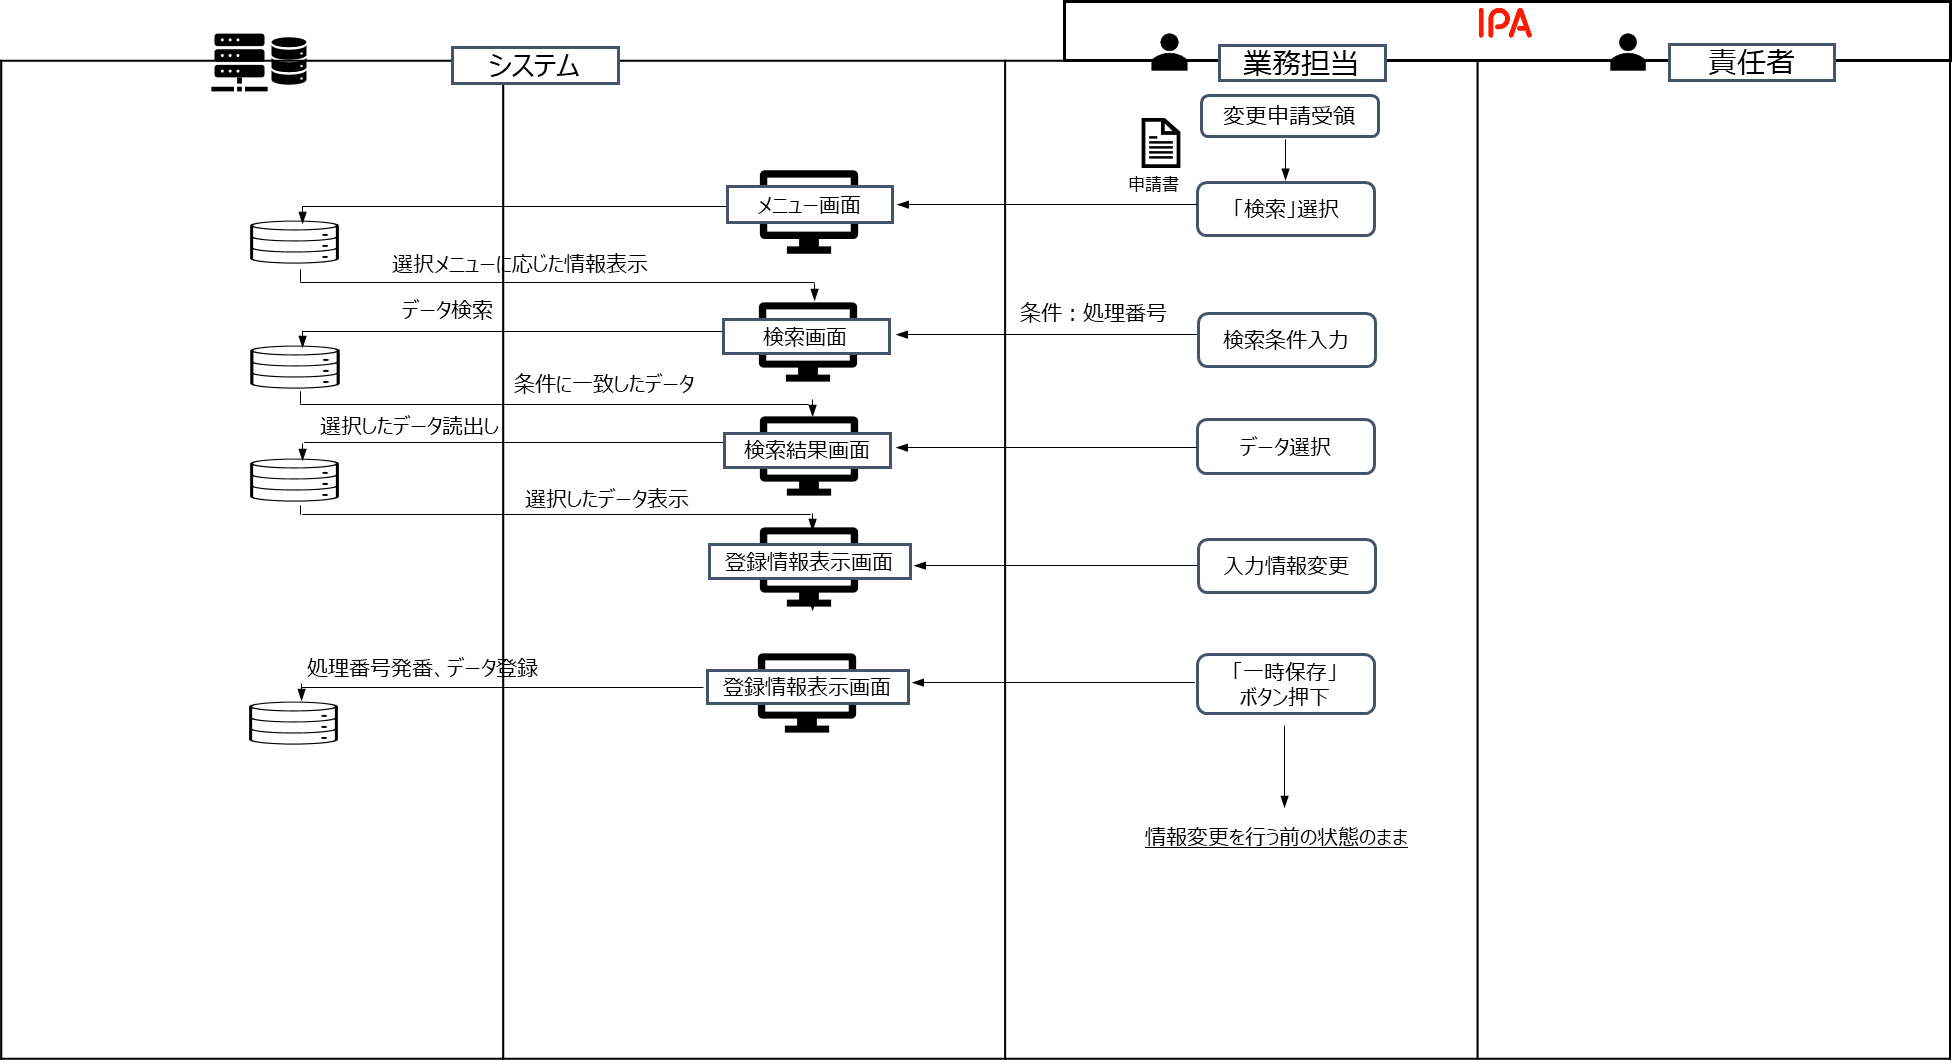 IPA
システム
業務担当
責任者
変更申請受領
申請書
メニュー画面
「検索」選択
選択メニューに応じた情報表示
データ検索
条件：処理番号
検索画面
検索条件入力
条件に一致したデータ
選択したデータ読出し
検索結果画面
データ選択
選択したデータ表示
登録情報表示画面
入力情報変更
処理番号発番、データ登録
登録情報表示画面
「一時保存」
ボタン押下
情報変更を行う前の状態のまま